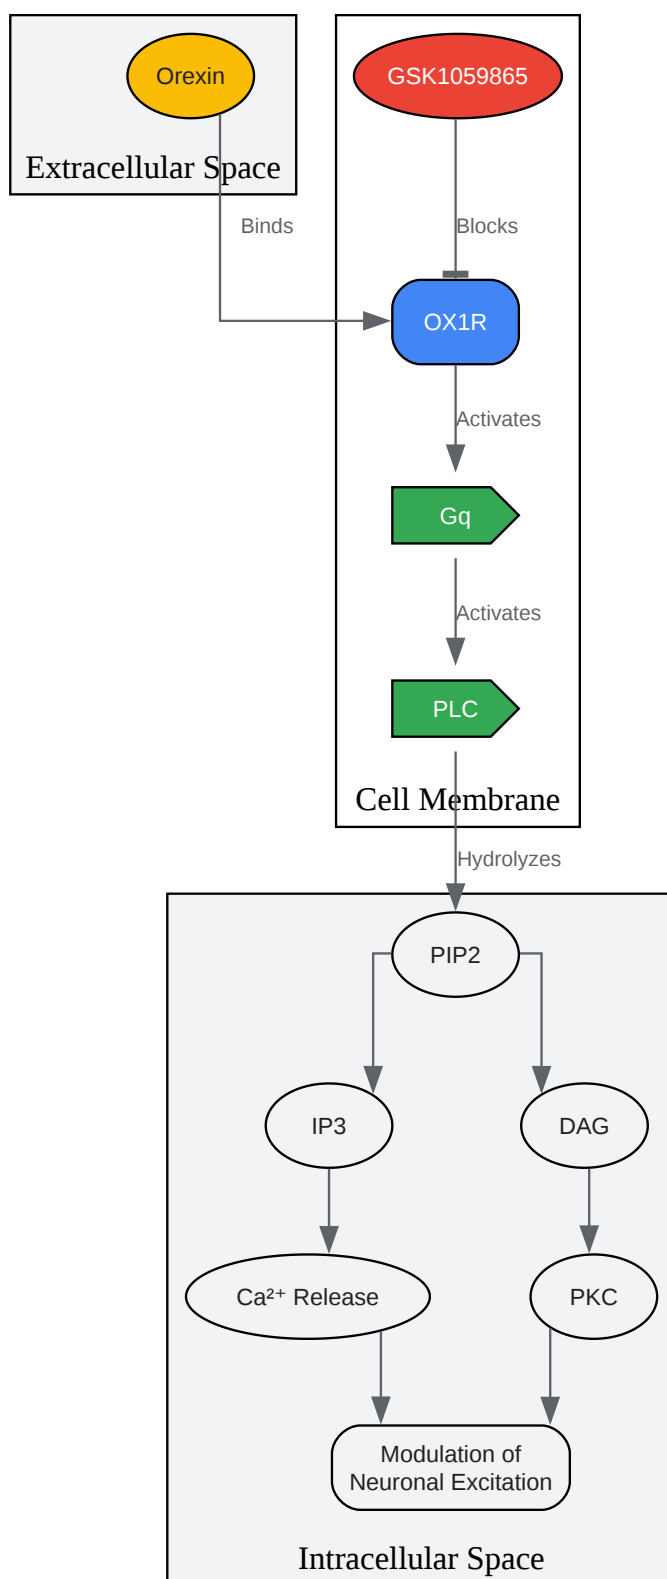 Orexin
GSK1059865
Extracellular Space
Binds
Blocks
OX1R
Activates
Gq
Activates
PLC
Cell Membrane
Hydrolyzes
PIP2
IP3
DAG
Ca²⁺ Release
PKC
Modulation of
Neuronal Excitation
Intracellular Space